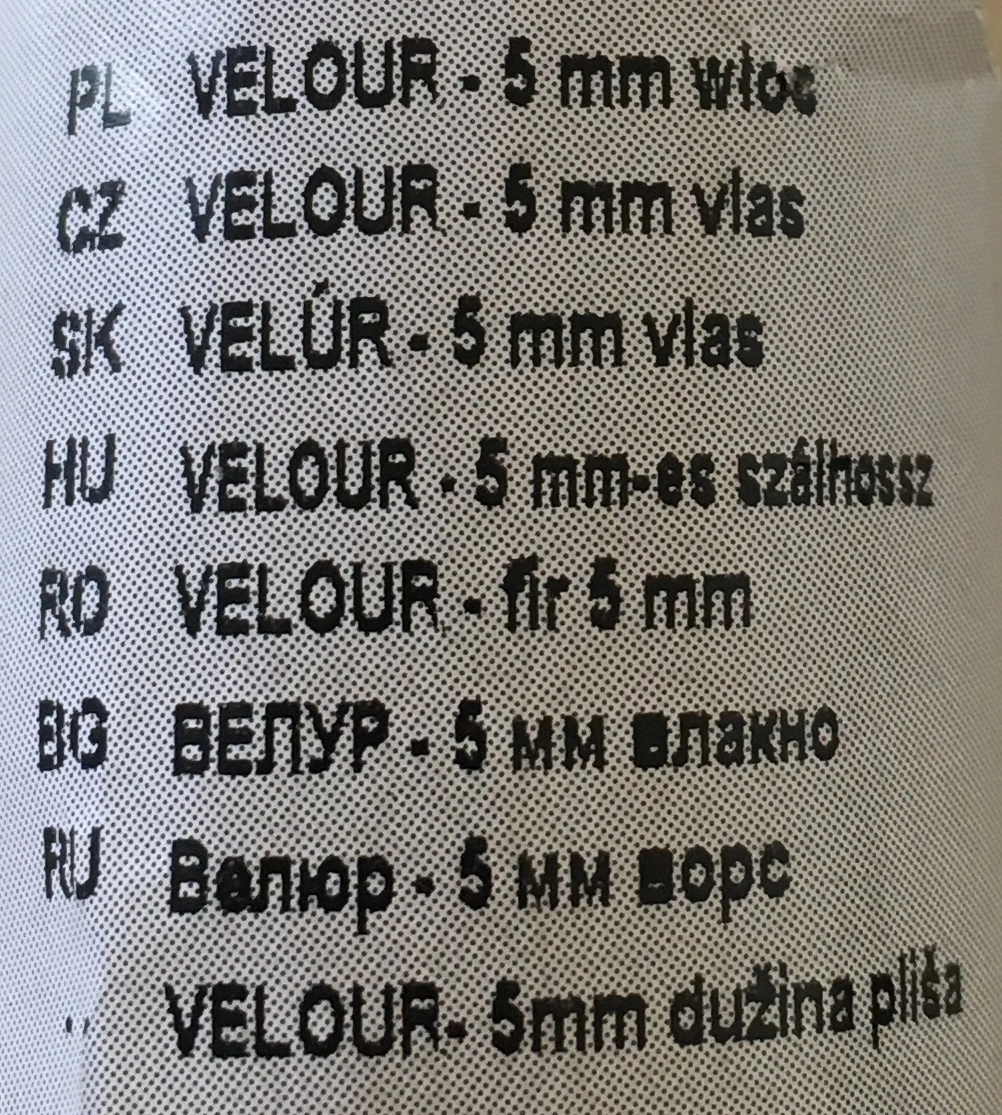 PL VELOUR - 5 mm włos
CZ VELOUR - 5 mm vlas
SK VELÚR - 5 mm vlas
HU VELOUR - 5 mm-es szálhossz
RO VELOUR - fir 5 mm
BG ВЕЛУР - 5 мм влакно
RU Велюр - 5 мм ворс
VELOUR- 5mm dužina pliša